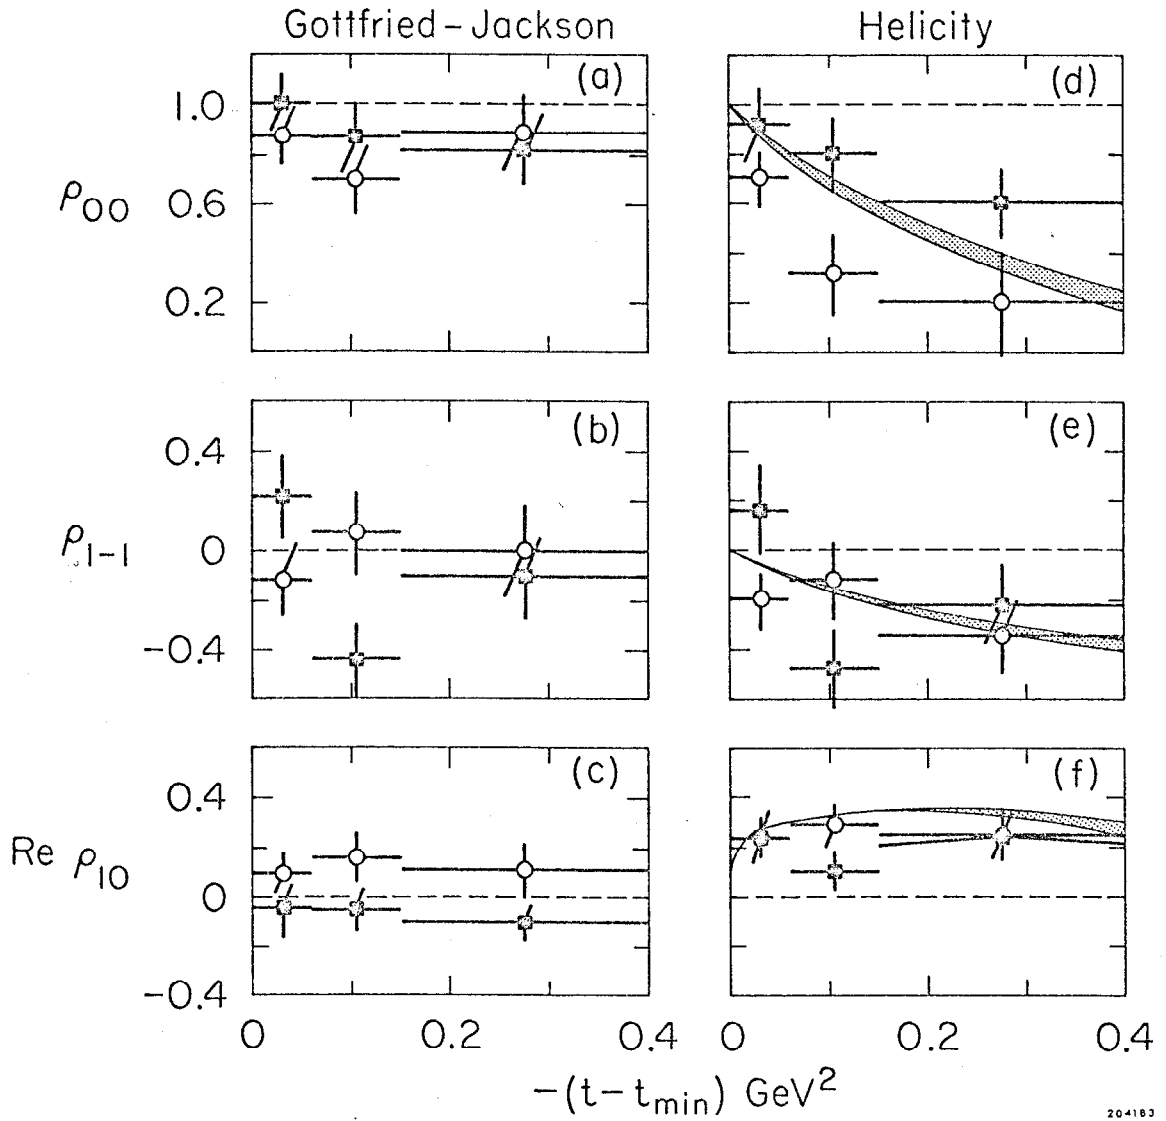 Gottfried-Jackson Helicity
(a) (d)
1.0
ρ00 0.6
0.2
(b) (e)
0.4
ρ1-1 0
-0.4
(c) (f)
0.4
Re ρ10
0
-0.4
0 0.2 0.4 0 0.2 0.4
-(t-tmin) GeV²
204183